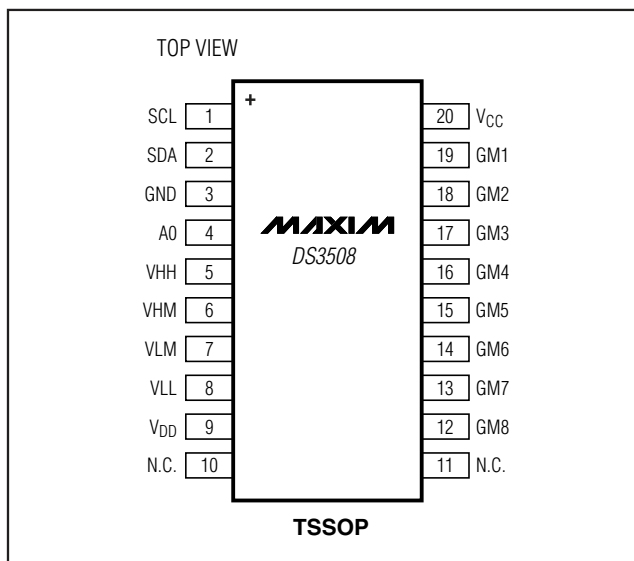 TOP VIEW
+
SCL 1 20 VCC
SDA 2 19 GM1
GND 3 18 GM2
A0 4 17 GM3
MAXIM
DS3508
VHH 5 16 GM4
VHM 6 15 GM5
VLM 7 14 GM6
VLL 8 13 GM7
VDD 9 12 GM8
N.C. 10 11 N.C.
TSSOP